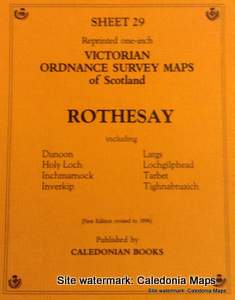 SHEET 29
Reprinted one-inch
VICTORIAN
ORDNANCE SURVEY MAPS
of Scotland
ROTHESAY
including
Dunoon
Holy Loch
Inchmarnock
Inverkip
Largs
Lochgilphead
Tarbet
Tighnabruaich
[First Edition revised to 1896]
Published by
CALEDONIAN BOOKS
Site watermark: Caledonia Maps
Site watermark: Caledonia Maps